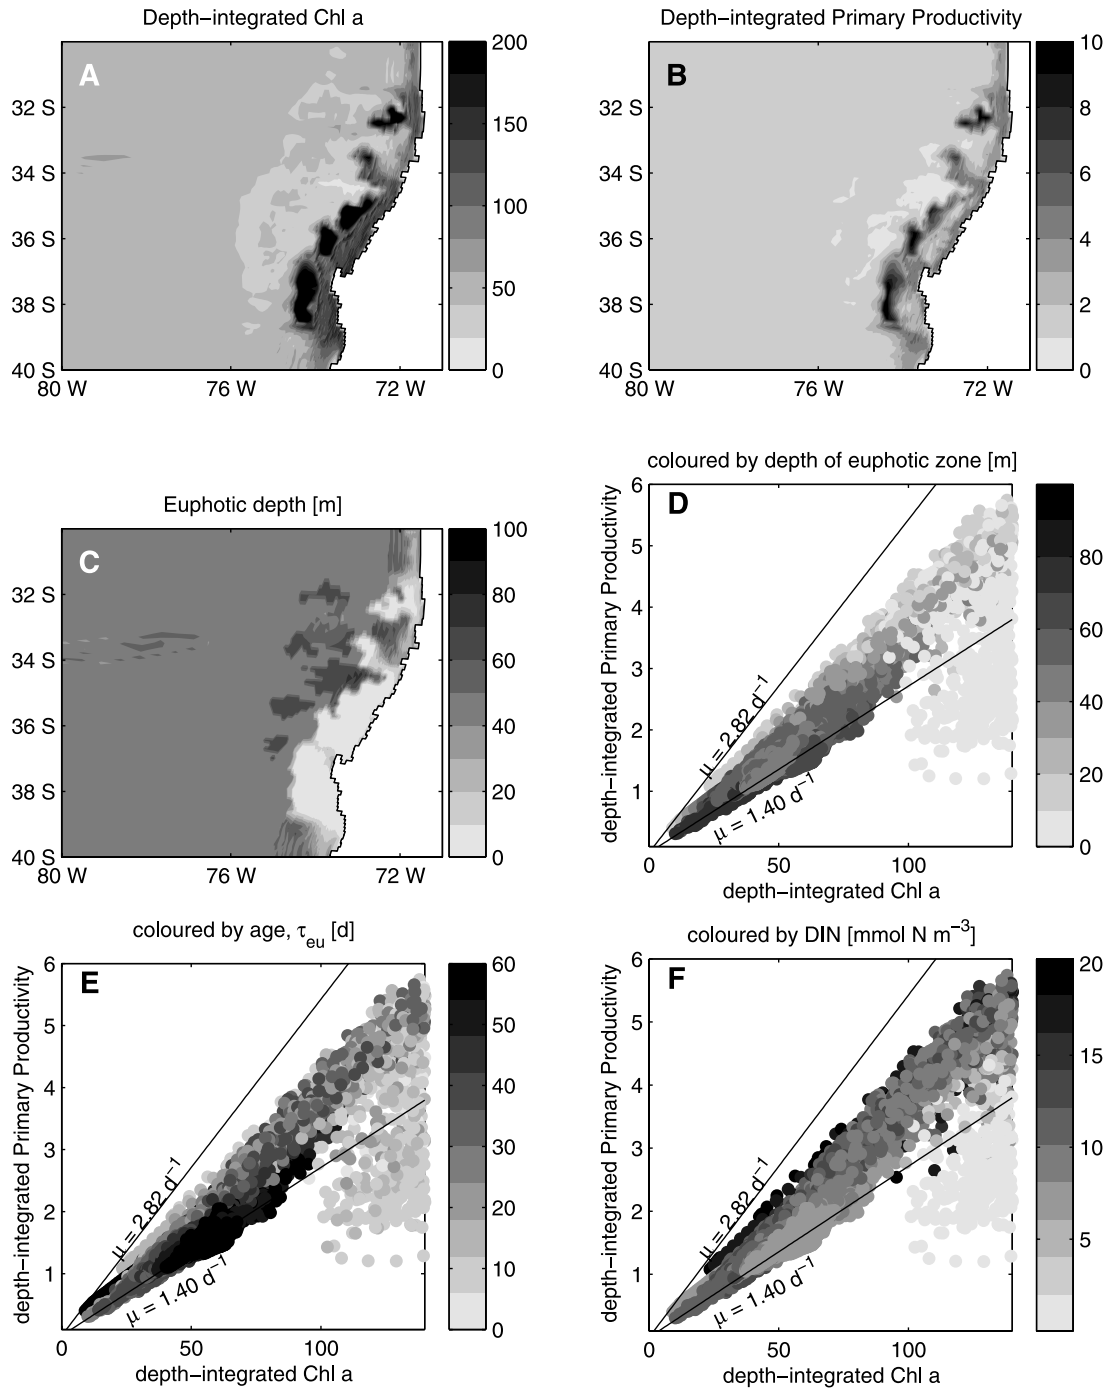 Depth−integrated Chl a
A
32 S
34 S
36 S
38 S
40 S
80 W
76 W
72 W
200
150
100
50
0
Depth−integrated Primary Productivity
B
32 S
34 S
36 S
38 S
40 S
80 W
76 W
72 W
10
8
6
4
2
0
Euphotic depth [m]
C
32 S
34 S
36 S
38 S
40 S
80 W
76 W
72 W
100
80
60
40
20
0
coloured by depth of euphotic zone [m]
D
depth−integrated Primary Productivity
6
5
4
3
2
1
μ = 2.82 d⁻¹
μ = 1.40 d⁻¹
0
50
100
depth−integrated Chl a
80
60
40
20
0
coloured by age, τeu [d]
E
depth−integrated Primary Productivity
6
5
4
3
2
1
μ = 2.82 d⁻¹
μ = 1.40 d⁻¹
0
50
100
depth−integrated Chl a
60
50
40
30
20
10
0
coloured by DIN [mmol N m⁻³]
F
depth−integrated Primary Productivity
6
5
4
3
2
1
μ = 2.82 d⁻¹
μ = 1.40 d⁻¹
0
50
100
depth−integrated Chl a
20
15
10
5